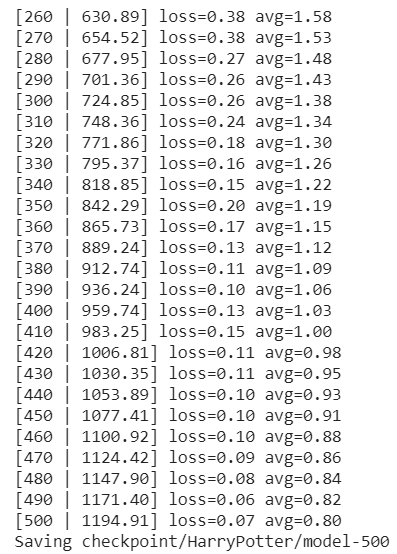 [260 | 630.89] loss=0.38 avg=1.58
[270 | 654.52] loss=0.38 avg=1.53
[280 | 677.95] loss=0.27 avg=1.48
[290 | 701.36] loss=0.26 avg=1.43
[300 | 724.85] loss=0.26 avg=1.38
[310 | 748.36] loss=0.24 avg=1.34
[320 | 771.86] loss=0.18 avg=1.30
[330 | 795.37] loss=0.16 avg=1.26
[340 | 818.85] loss=0.15 avg=1.22
[350 | 842.29] loss=0.20 avg=1.19
[360 | 865.73] loss=0.17 avg=1.15
[370 | 889.24] loss=0.13 avg=1.12
[380 | 912.74] loss=0.11 avg=1.09
[390 | 936.24] loss=0.10 avg=1.06
[400 | 959.74] loss=0.13 avg=1.03
[410 | 983.25] loss=0.15 avg=1.00
[420 | 1006.81] loss=0.11 avg=0.98
[430 | 1030.35] loss=0.11 avg=0.95
[440 | 1053.89] loss=0.10 avg=0.93
[450 | 1077.41] loss=0.10 avg=0.91
[460 | 1100.92] loss=0.10 avg=0.88
[470 | 1124.42] loss=0.09 avg=0.86
[480 | 1147.90] loss=0.08 avg=0.84
[490 | 1171.40] loss=0.06 avg=0.82
[500 | 1194.91] loss=0.07 avg=0.80
Saving checkpoint/HarryPotter/model-500